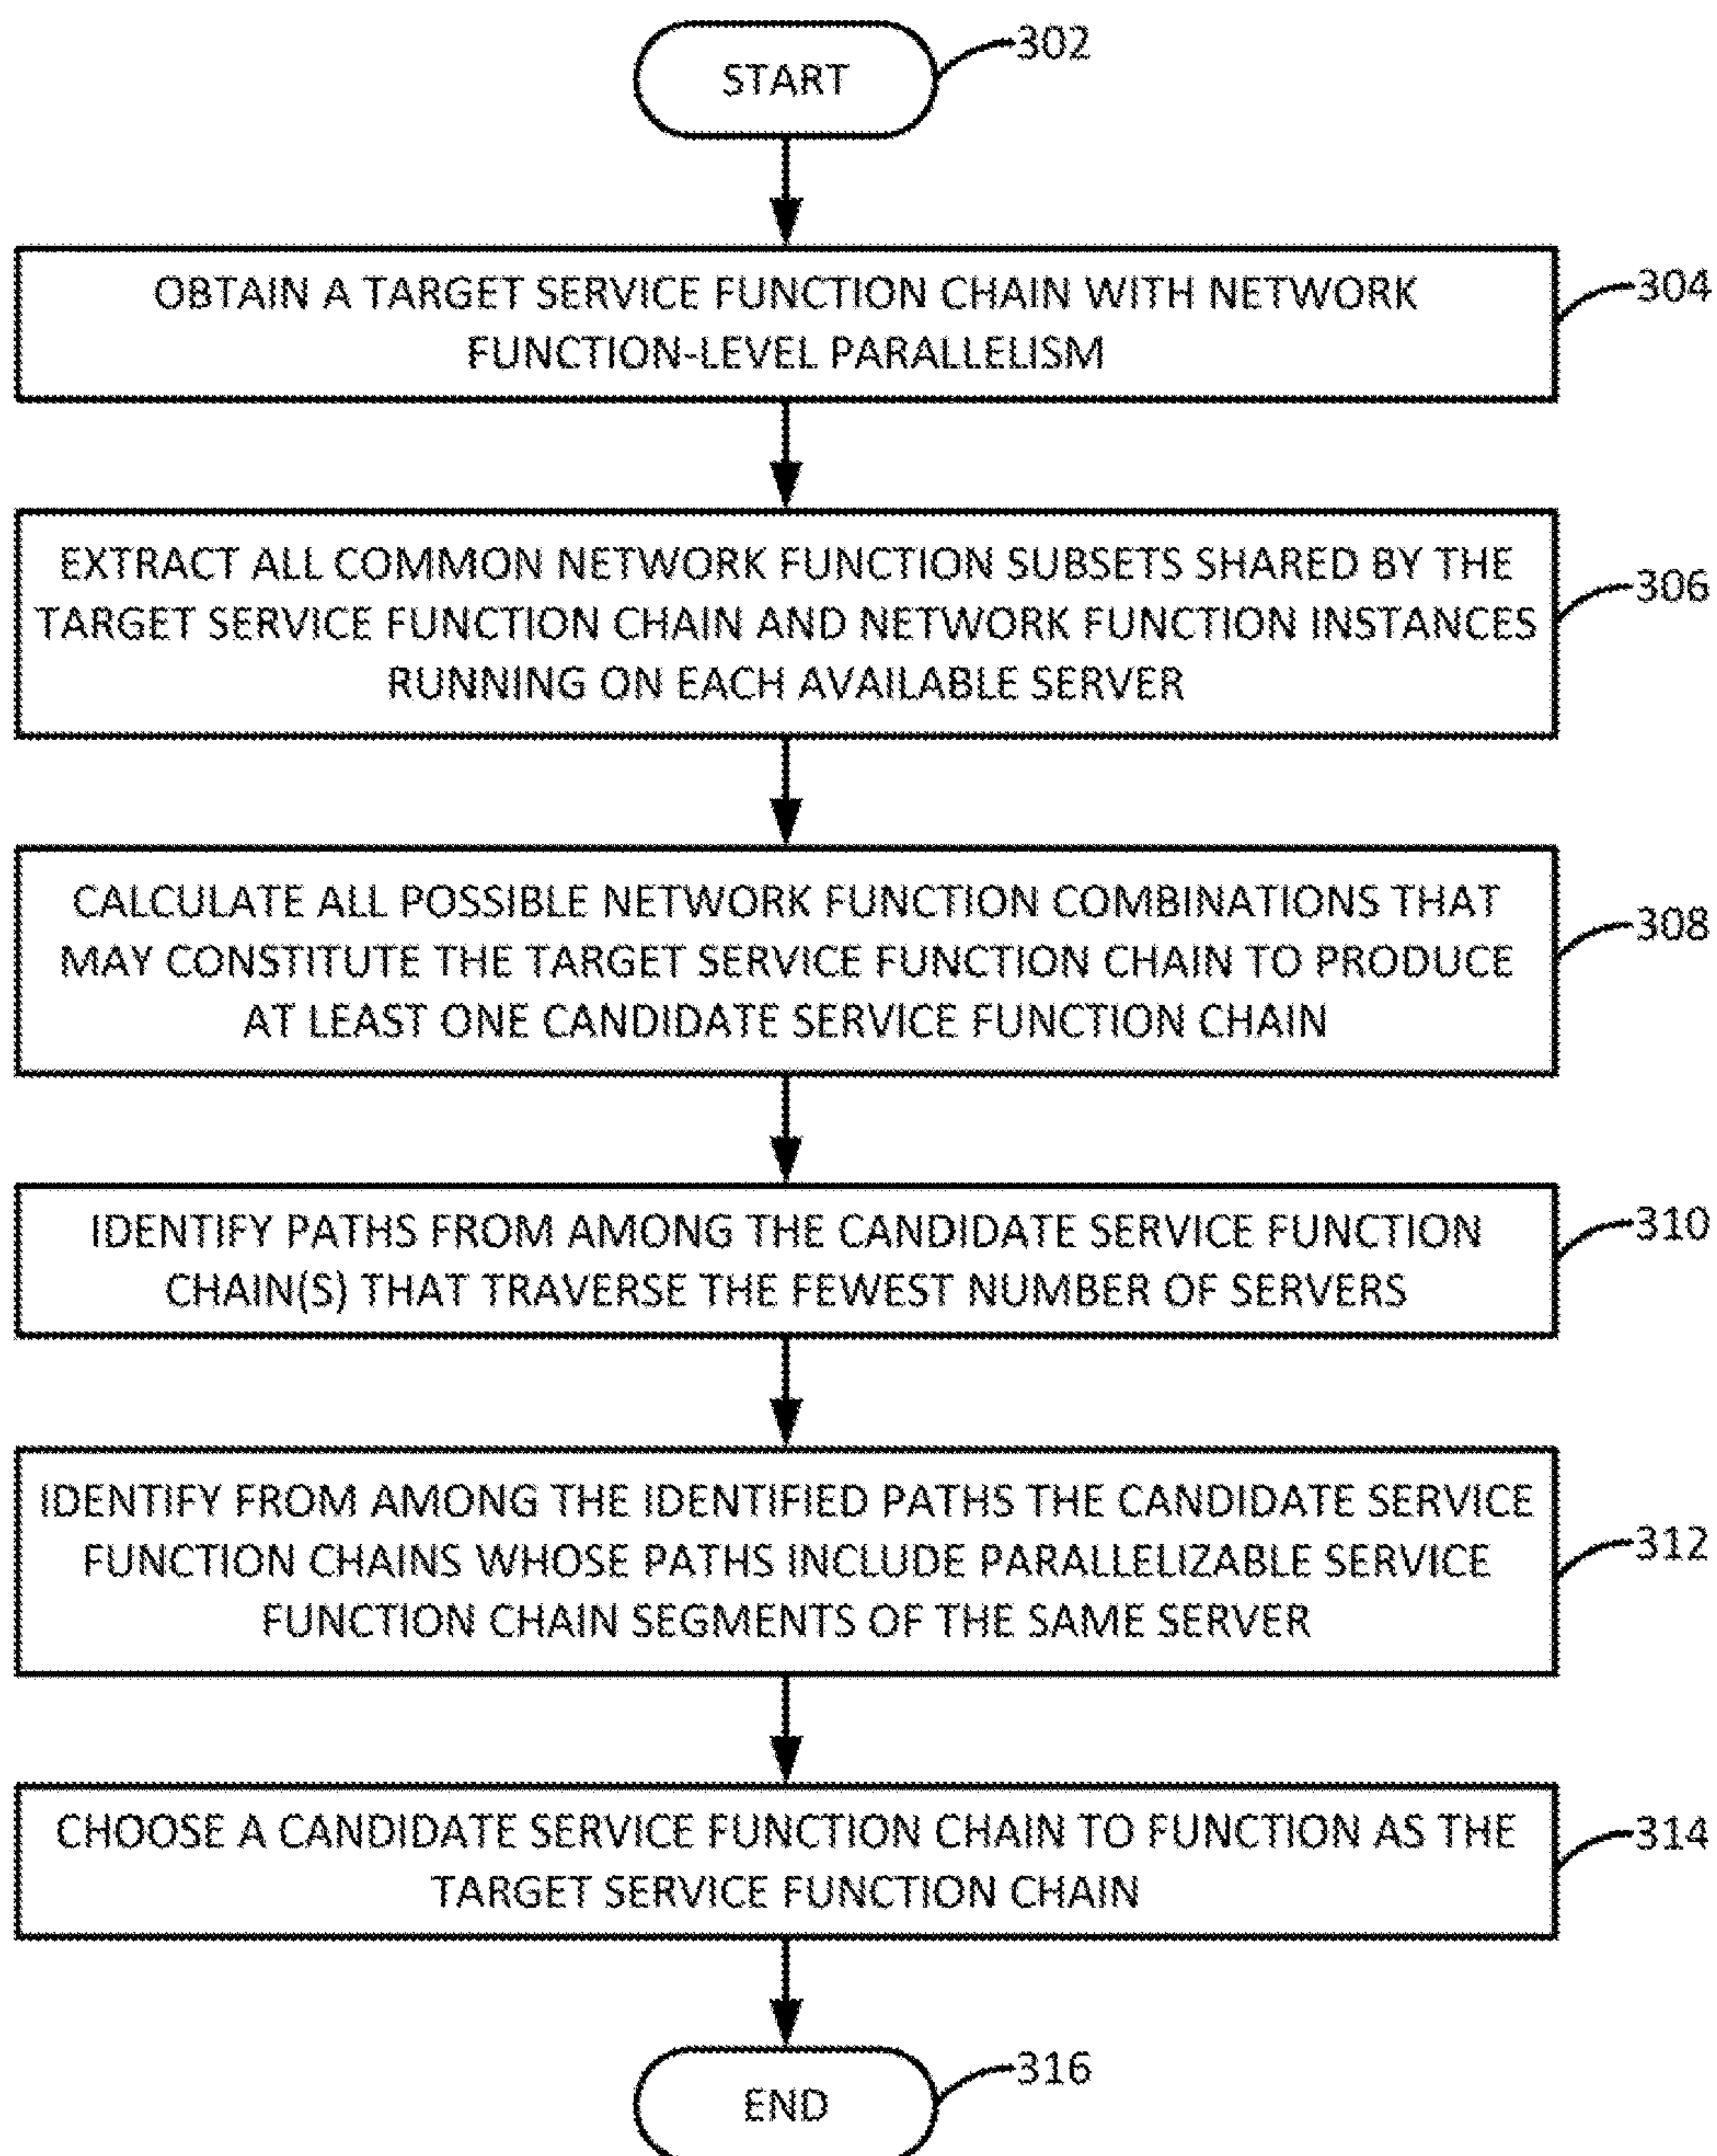 START
302
OBTAIN A TARGET SERVICE FUNCTION CHAIN WITH NETWORK
FUNCTION-LEVEL PARALLELISM
304
EXTRACT ALL COMMON NETWORK FUNCTION SUBSETS SHARED BY THE
TARGET SERVICE FUNCTION CHAIN AND NETWORK FUNCTION INSTANCES
RUNNING ON EACH AVAILABLE SERVER
306
CALCULATE ALL POSSIBLE NETWORK FUNCTION COMBINATIONS THAT
MAY CONSTITUTE THE TARGET SERVICE FUNCTION CHAIN TO PRODUCE
AT LEAST ONE CANDIDATE SERVICE FUNCTION CHAIN
308
IDENTIFY PATHS FROM AMONG THE CANDIDATE SERVICE FUNCTION
CHAIN(S) THAT TRAVERSE THE FEWEST NUMBER OF SERVERS
310
IDENTIFY FROM AMONG THE IDENTIFIED PATHS THE CANDIDATE SERVICE
FUNCTION CHAINS WHOSE PATHS INCLUDE PARALLELIZABLE SERVICE
FUNCTION CHAIN SEGMENTS OF THE SAME SERVER
312
CHOOSE A CANDIDATE SERVICE FUNCTION CHAIN TO FUNCTION AS THE
TARGET SERVICE FUNCTION CHAIN
314
END
316